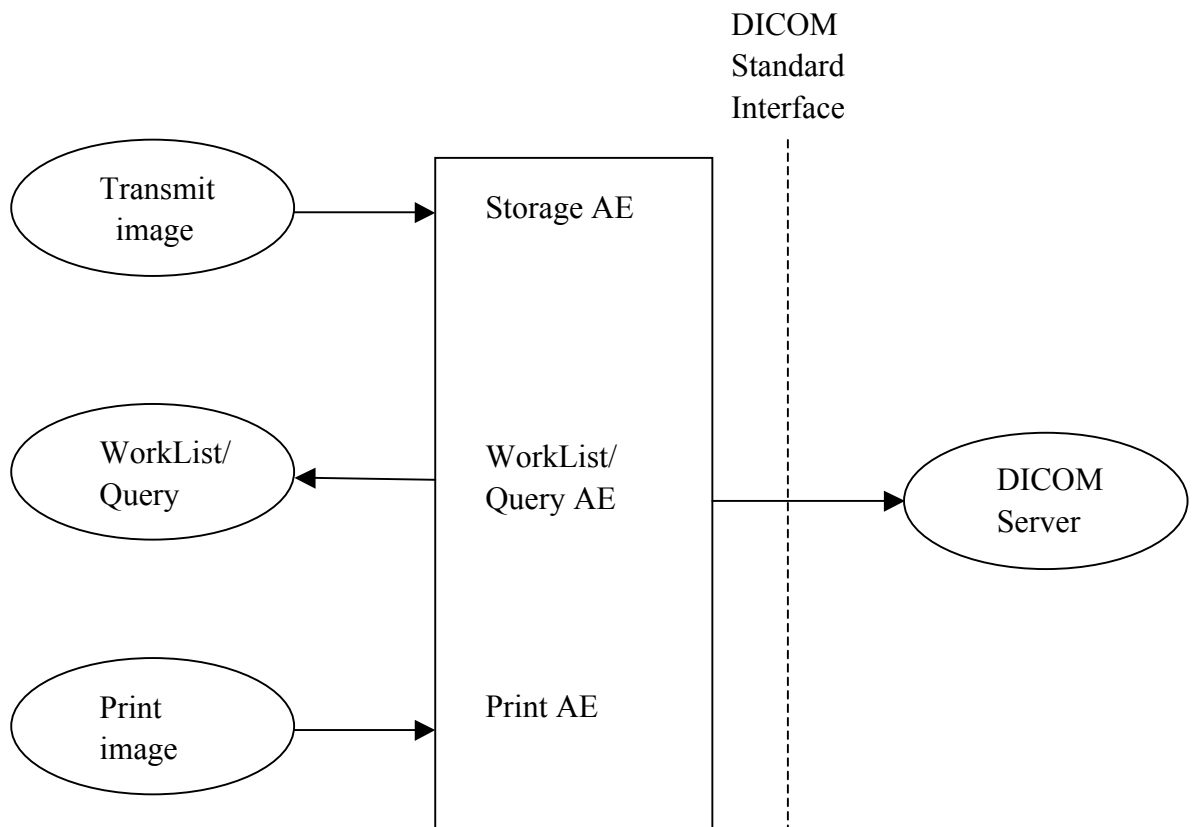 DICOM
Standard
Interface
Transmit
image
Storage AE
WorkList/
Query
WorkList/
Query AE
DICOM
Server
Print
image
Print AE